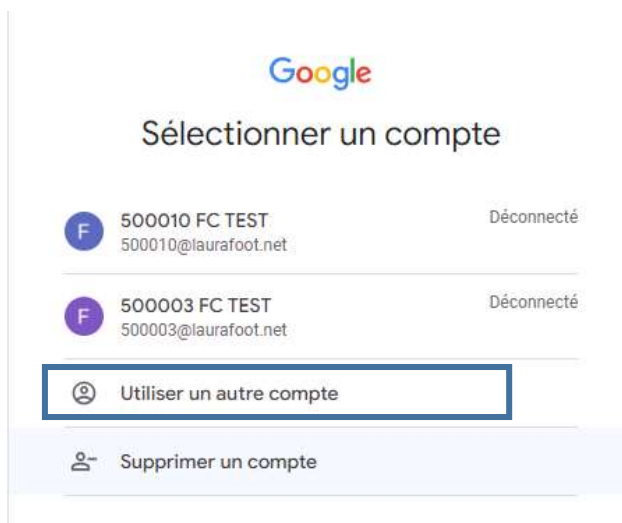 Google
Sélectionner un compte
F
500010 FC TEST
Déconnecté
500010@laurafoot.net
F
500003 FC TEST
Déconnecté
500003@laurafoot.net
Utiliser un autre compte
Supprimer un compte